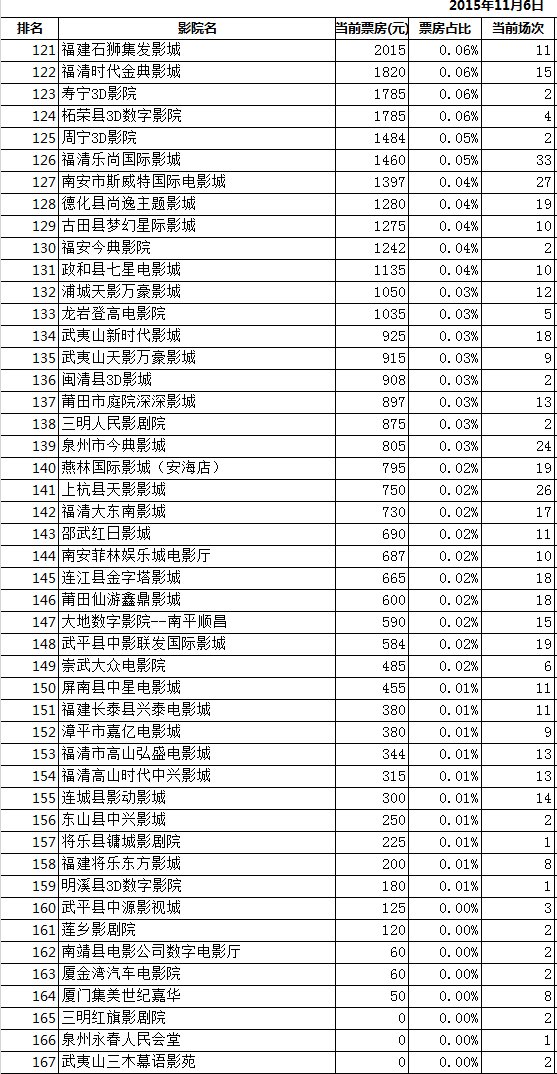 2015年11月6日
排名 影院名 当前票房(元) 票房占比 当前场次
121 福建石狮集发影城 2015 0.06% 11
122 福清时代金典影城 1820 0.06% 15
123 寿宁3D影院 1785 0.06% 2
124 柘荣县3D数字影院 1785 0.06% 4
125 周宁3D影院 1484 0.05% 2
126 福清乐尚国际影城 1460 0.05% 33
127 南安市斯威特国际电影城 1397 0.04% 27
128 德化县尚逸主题影城 1280 0.04% 19
129 古田县梦幻星际影城 1275 0.04% 10
130 福安今典影院 1242 0.04% 2
131 政和县七星电影城 1135 0.04% 10
132 浦城天影万豪影城 1050 0.03% 12
133 龙岩登高电影院 1035 0.03% 5
134 武夷山新时代影城 925 0.03% 18
135 武夷山天影万豪影城 915 0.03% 9
136 闽清县3D影城 908 0.03% 2
137 莆田市庭院深深影城 897 0.03% 13
138 三明人民影剧院 875 0.03% 2
139 泉州市今典影城 805 0.03% 24
140 燕林国际影城（安海店） 795 0.02% 19
141 上杭县天影影城 750 0.02% 26
142 福清大东南影城 730 0.02% 17
143 邵武红日影城 690 0.02% 11
144 南安菲林娱乐城电影厅 687 0.02% 10
145 连江县金字塔影城 665 0.02% 18
146 莆田仙游鑫鼎影城 600 0.02% 18
147 大地数字影院--南平顺昌 590 0.02% 15
148 武平县中影联发国际影城 584 0.02% 19
149 崇武大众电影院 485 0.02% 6
150 屏南县中星电影城 455 0.01% 11
151 福建长泰县兴泰电影城 380 0.01% 11
152 漳平市嘉亿电影城 380 0.01% 9
153 福清市高山弘盛电影城 344 0.01% 13
154 福清高山时代中兴影城 315 0.01% 13
155 连城县影动影城 300 0.01% 14
156 东山县中兴影城 250 0.01% 2
157 将乐县镛城影剧院 225 0.01% 1
158 福建将乐东方影城 200 0.01% 8
159 明溪县3D数字影院 180 0.01% 1
160 武平县中源影视城 125 0.00% 3
161 莲乡影剧院 120 0.00% 2
162 南靖县电影公司数字电影厅 60 0.00% 2
163 厦金湾汽车电影院 60 0.00% 2
164 厦门集美世纪嘉华 50 0.00% 8
165 三明红旗影剧院 0 0.00% 2
166 泉州永春人民会堂 0 0.00% 1
167 武夷山三木幕语影苑 0 0.00% 2